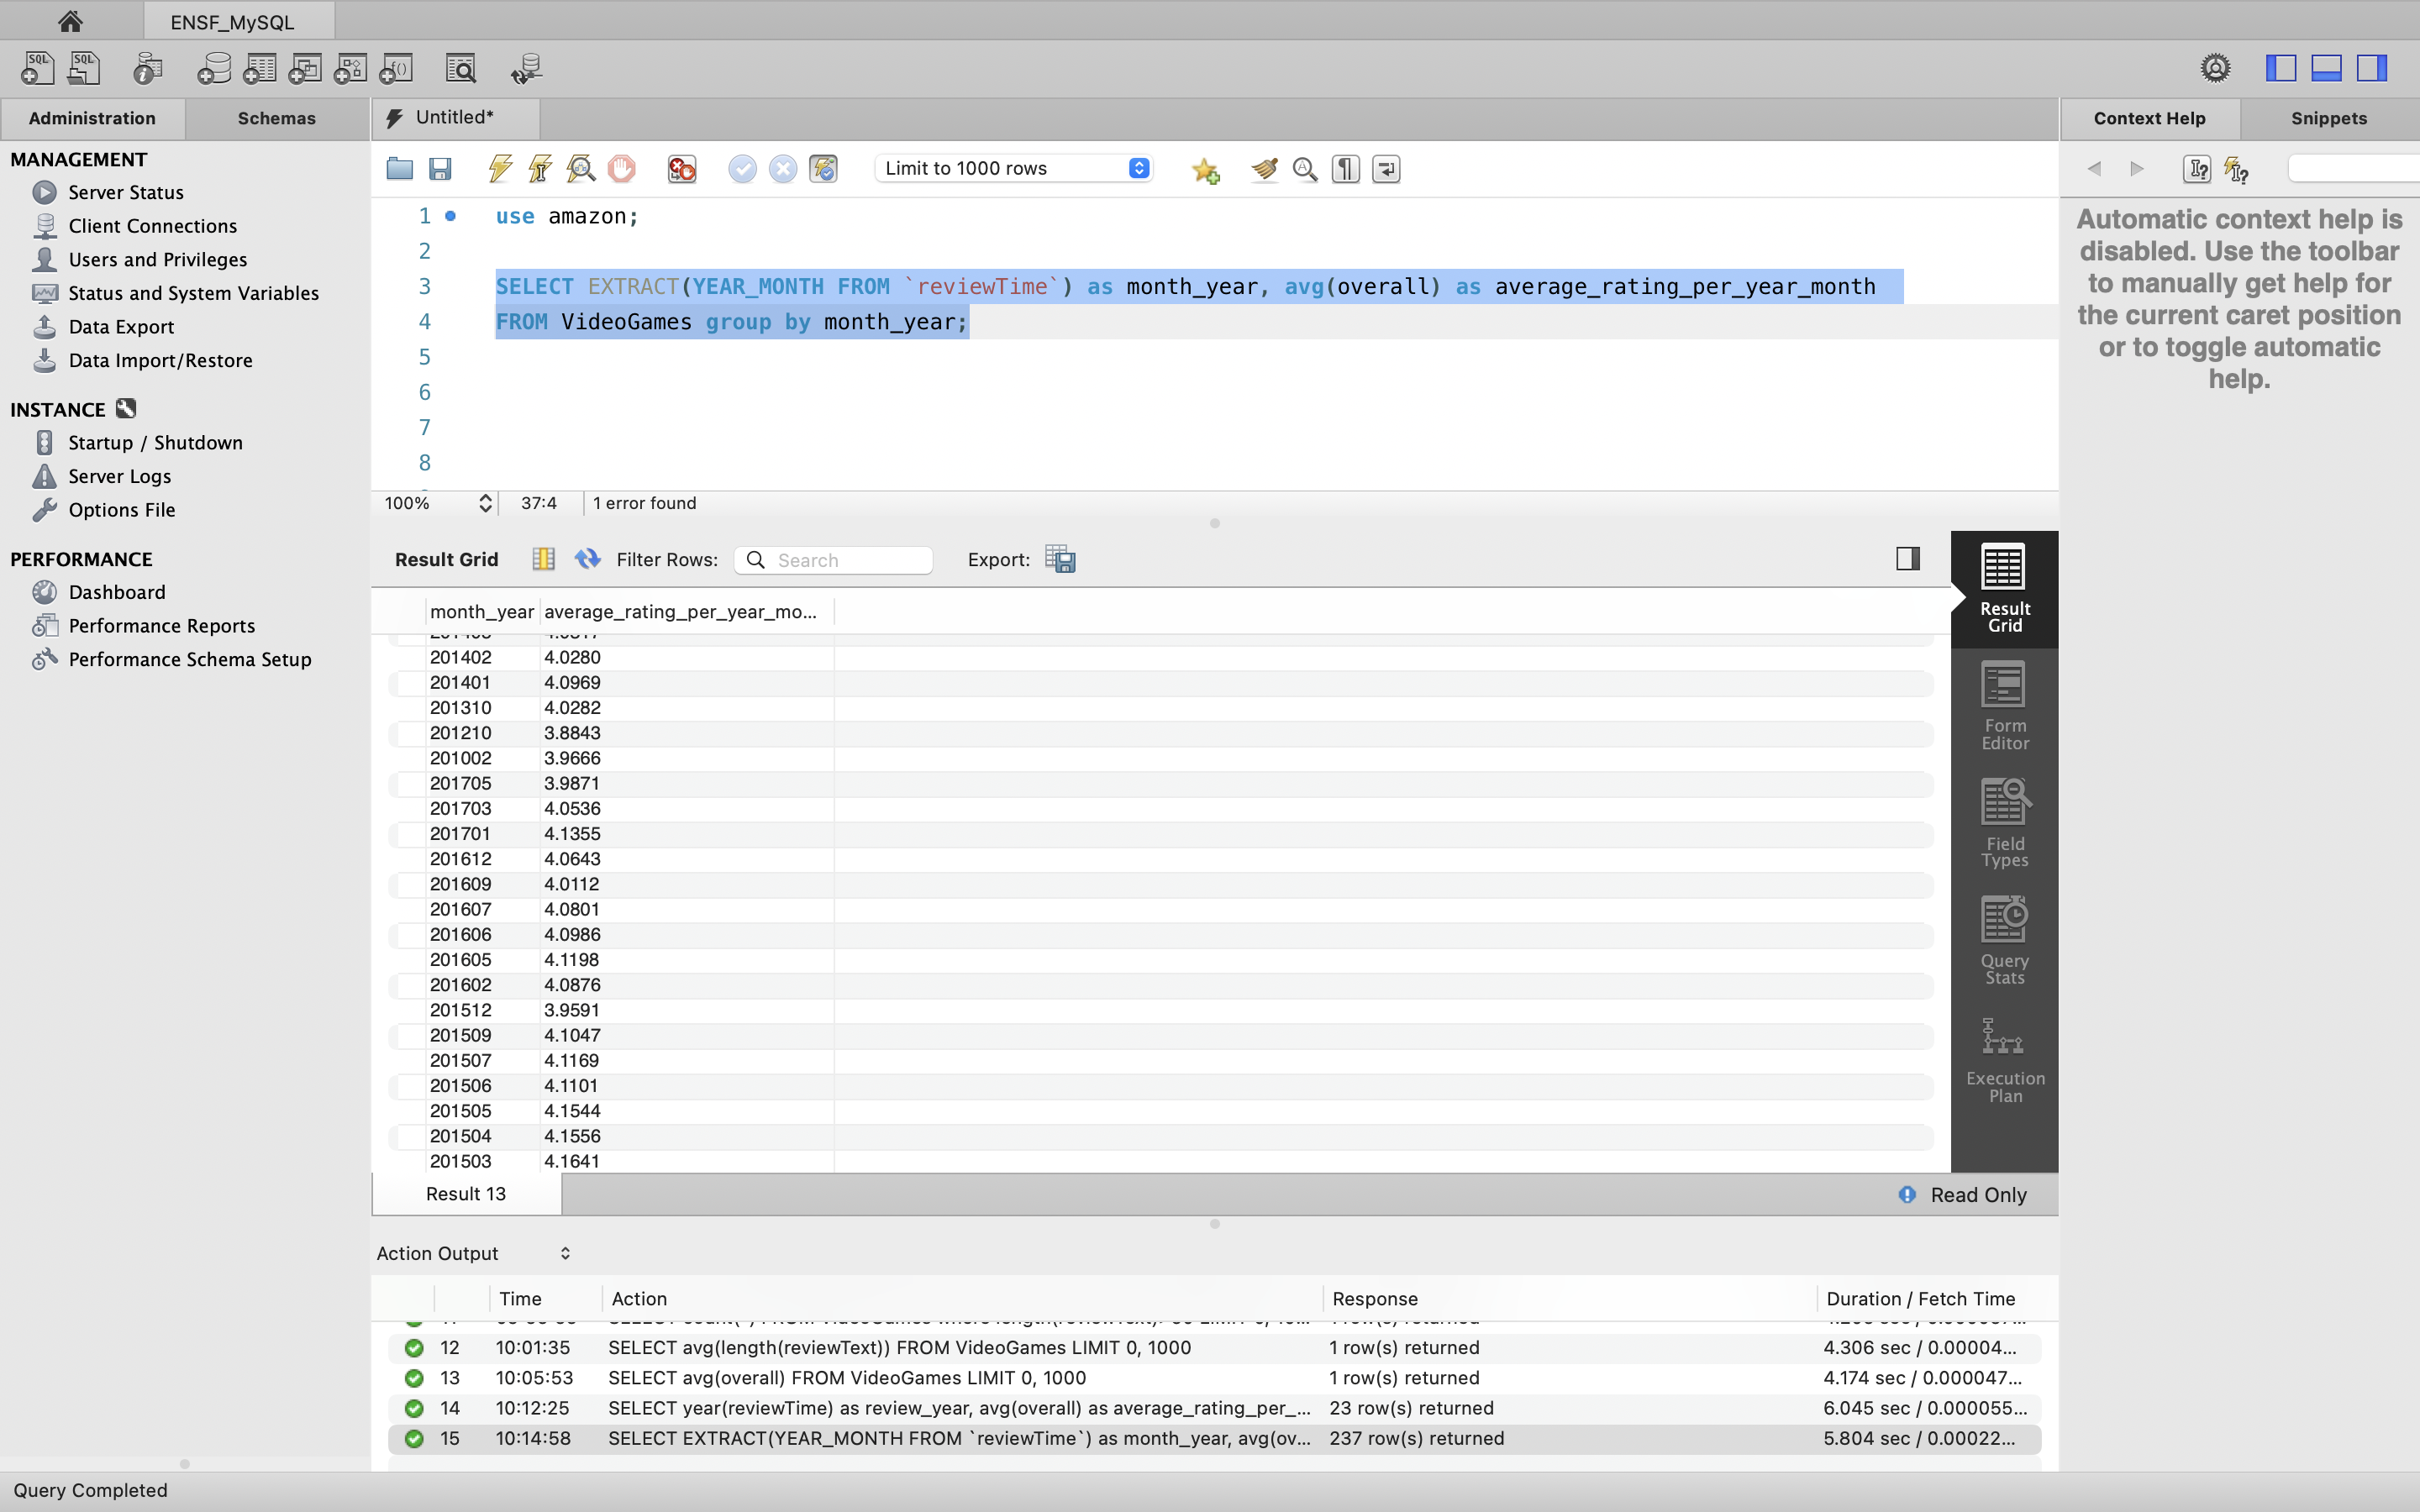 ENSF_MySQL
Administration
Schemas
MANAGEMENT
Server Status
Client Connections
Users and Privileges
Status and System Variables
Data Export
Data Import/Restore
INSTANCE
Startup / Shutdown
Server Logs
Options File
PERFORMANCE
Dashboard
Performance Reports
Performance Schema Setup
Untitled*
Limit to 1000 rows
1 use amazon;
2
3 SELECT EXTRACT(YEAR_MONTH FROM `reviewTime`) as month_year, avg(overall) as average_rating_per_year_month
4 FROM VideoGames group by month_year;
5
6
7
8
100% 37:4 1 error found
Result Grid Filter Rows: Search Export:
month_year average_rating_per_year_mo...
201402 4.0280
201401 4.0969
201310 4.0282
201210 3.8843
201002 3.9666
201705 3.9871
201703 4.0536
201701 4.1355
201612 4.0643
201609 4.0112
201607 4.0801
201606 4.0986
201605 4.1198
201602 4.0876
201512 3.9591
201509 4.1047
201507 4.1169
201506 4.1101
201505 4.1544
201504 4.1556
201503 4.1641
Result
Grid
Form
Editor
Field
Types
Query
Stats
Execution
Plan
Result 13
Read Only
Action Output
Time Action Response Duration / Fetch Time
12 10:01:35 SELECT avg(length(reviewText)) FROM VideoGames LIMIT 0, 1000 1 row(s) returned 4.306 sec / 0.00004...
13 10:05:53 SELECT avg(overall) FROM VideoGames LIMIT 0, 1000 1 row(s) returned 4.174 sec / 0.000047...
14 10:12:25 SELECT year(reviewTime) as review_year, avg(overall) as average_rating_per_... 23 row(s) returned 6.045 sec / 0.000055...
15 10:14:58 SELECT EXTRACT(YEAR_MONTH FROM `reviewTime`) as month_year, avg(ov... 237 row(s) returned 5.804 sec / 0.00022...
Context Help
Snippets
Automatic context help is
disabled. Use the toolbar
to manually get help for
the current caret position
or to toggle automatic
help.
Query Completed